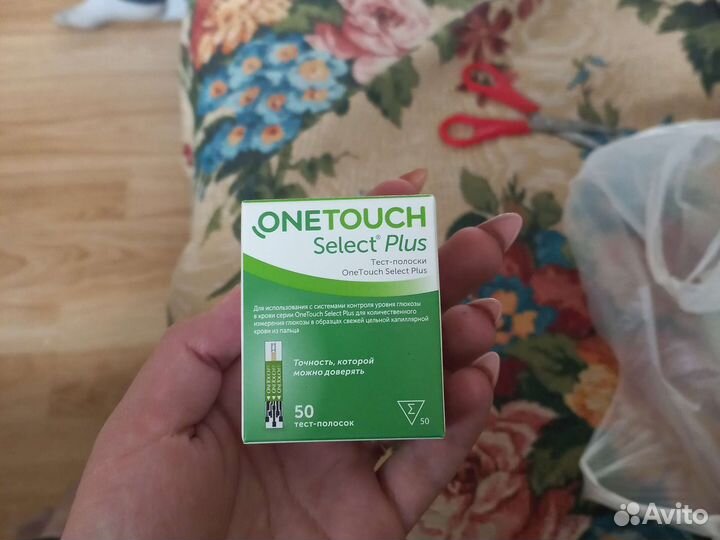 ONETOUCH
Select® Plus
Тест-полоски
OneTouch Select Plus
Для использования с системами контроля уровня глюкозы
в крови серии OneTouch Select Plus для количественного
измерения глюкозы в образцах свежей цельной капиллярной
крови из пальца
Точность, которой
можно доверять
50
тест-полосок
Σ
50
Avito